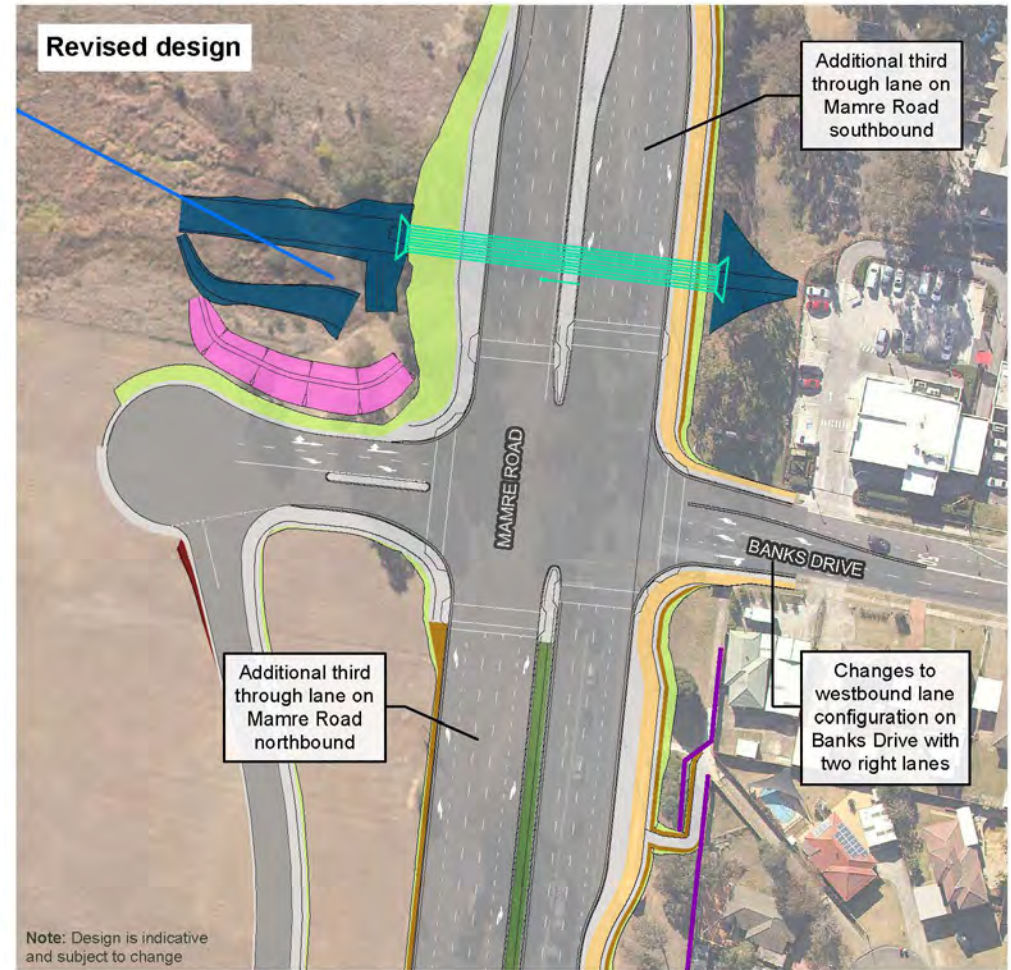 Revised design
Additional third
through lane on
Mamre Road
southbound
MAMRE ROAD
BANKS DRIVE
Additional third
through lane on
Mamre Road
northbound
Changes to
westbound lane
configuration on
Banks Drive with
two right lanes
Note: Design is indicative
and subject to change